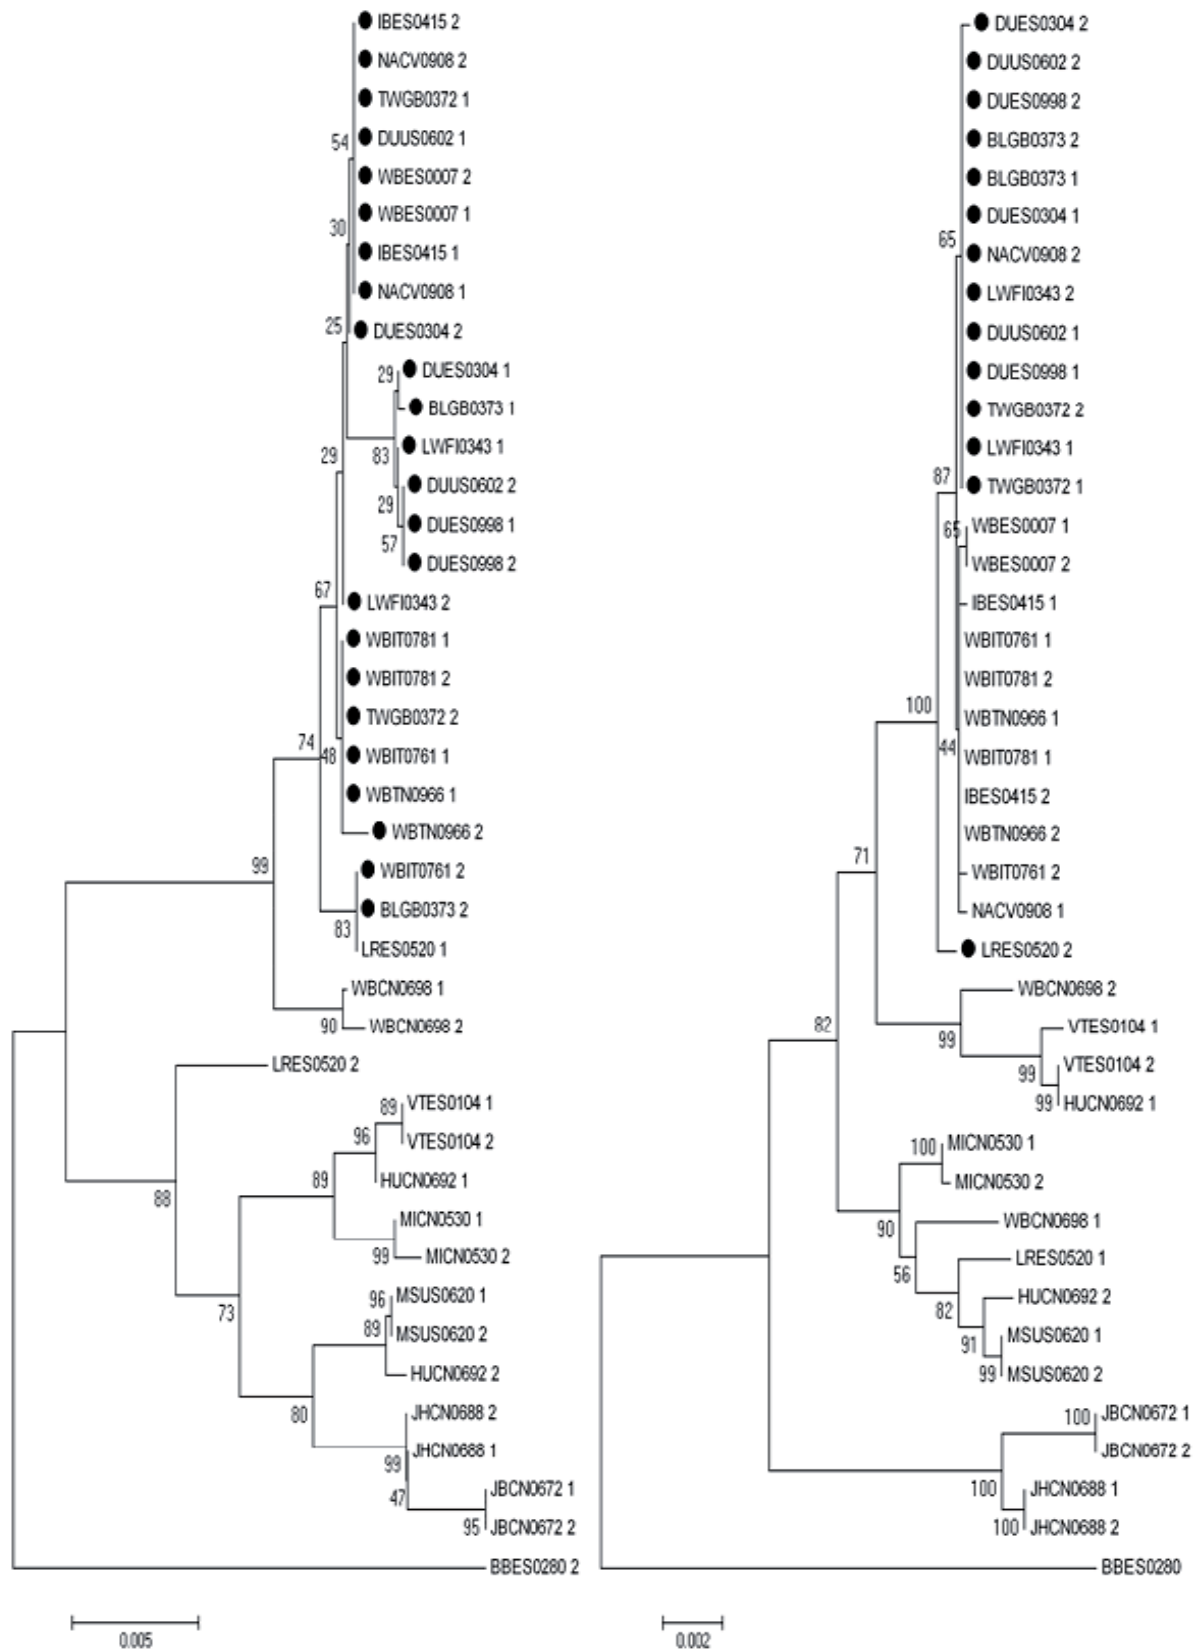 IBES0415 2
NACV0908 2
TWGB0372 1
DUUS0602 1
54
WBES0007 2
WBES0007 1
30
IBES0415 1
NACV0908 1
25
DUES0304 2
29
DUES0304 1
BLGB0373 1
LWFI0343 1
83
29
DUUS0602 2
29
DUES0998 1
57
DUES0998 2
67
LWFI0343 2
WBIT0781 1
WBIT0781 2
TWGB0372 2
74
48
WBIT0761 1
WBTN0966 1
WBTN0966 2
99
WBIT0761 2
BLGB0373 2
83
LRES0520 1
WBCN0698 1
90
WBCN0698 2
LRES0520 2
89
VTES0104 1
96
VTES0104 2
89
HUCN0692 1
88
MICN0530 1
99
MICN0530 2
96
MSUS0620 1
73
89
MSUS0620 2
HUCN0692 2
80
JHCN0688 2
JHCN0688 1
99
47
JBCN0672 1
95
JBCN0672 2
BBES0280 2
0.005
DUES0304 2
DUUS0602 2
DUES0998 2
BLGB0373 2
BLGB0373 1
DUES0304 1
65
NACV0908 2
LWFI0343 2
DUUS0602 1
DUES0998 1
TWGB0372 2
LWFI0343 1
87
TWGB0372 1
65
WBES0007 1
WBES0007 2
IBES0415 1
WBIT0761 1
WBIT0781 2
100
WBTN0966 1
44
WBIT0781 1
IBES0415 2
WBTN0966 2
71
WBIT0761 2
NACV0908 1
LRES0520 2
WBCN0698 2
82
99
VTES0104 1
99
VTES0104 2
99
HUCN0692 1
100
MICN0530 1
MICN0530 2
90
WBCN0698 1
56
LRES0520 1
82
HUCN0692 2
91
MSUS0620 1
99
MSUS0620 2
100
JBCN0672 1
JBCN0672 2
100
JHCN0688 1
100
JHCN0688 2
BBES0280
0.002